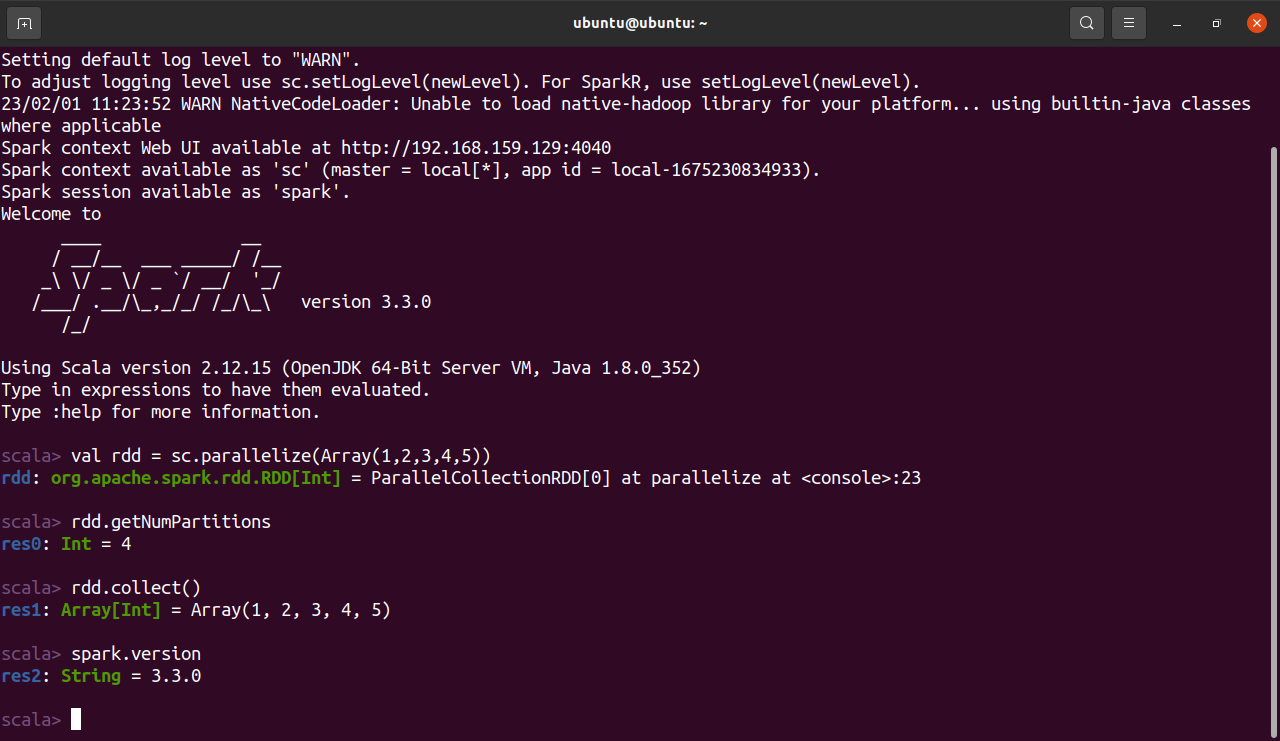 ubuntu@ubuntu: ~
Setting default log level to "WARN".
To adjust logging level use sc.setLogLevel(newLevel). For SparkR, use setLogLevel(newLevel).
23/02/01 11:23:52 WARN NativeCodeLoader: Unable to load native-hadoop library for your platform... using builtin-java classes
where applicable
Spark context Web UI available at http://192.168.159.129:4040
Spark context available as 'sc' (master = local[*], app id = local-1675230834933).
Spark session available as 'spark'.
Welcome to
      ____              __
     / __/__  ___ _____/ /__
    _\ \/ _ \/ _ `/ __/  '_/
   /___/ .__/\_,_/_/ /_/\_\   version 3.3.0
      /_/
Using Scala version 2.12.15 (OpenJDK 64-Bit Server VM, Java 1.8.0_352)
Type in expressions to have them evaluated.
Type :help for more information.
scala> val rdd = sc.parallelize(Array(1,2,3,4,5))
rdd: org.apache.spark.rdd.RDD[Int] = ParallelCollectionRDD[0] at parallelize at <console>:23
scala> rdd.getNumPartitions
res0: Int = 4
scala> rdd.collect()
res1: Array[Int] = Array(1, 2, 3, 4, 5)
scala> spark.version
res2: String = 3.3.0
scala>